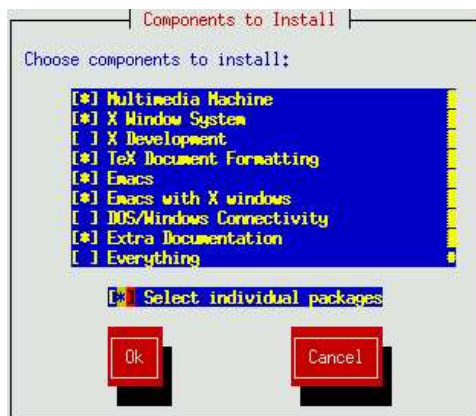 Components to Install
Choose components to install:
[*] Multimedia Machine
[*] X Window System
[ ] X Development
[*] TeX Document Formatting
[*] Emacs
[*] Emacs with X windows
[ ] DOS/Windows Connectivity
[*] Extra Documentation
[ ] Everything
[*] Select individual packages
Ok Cancel